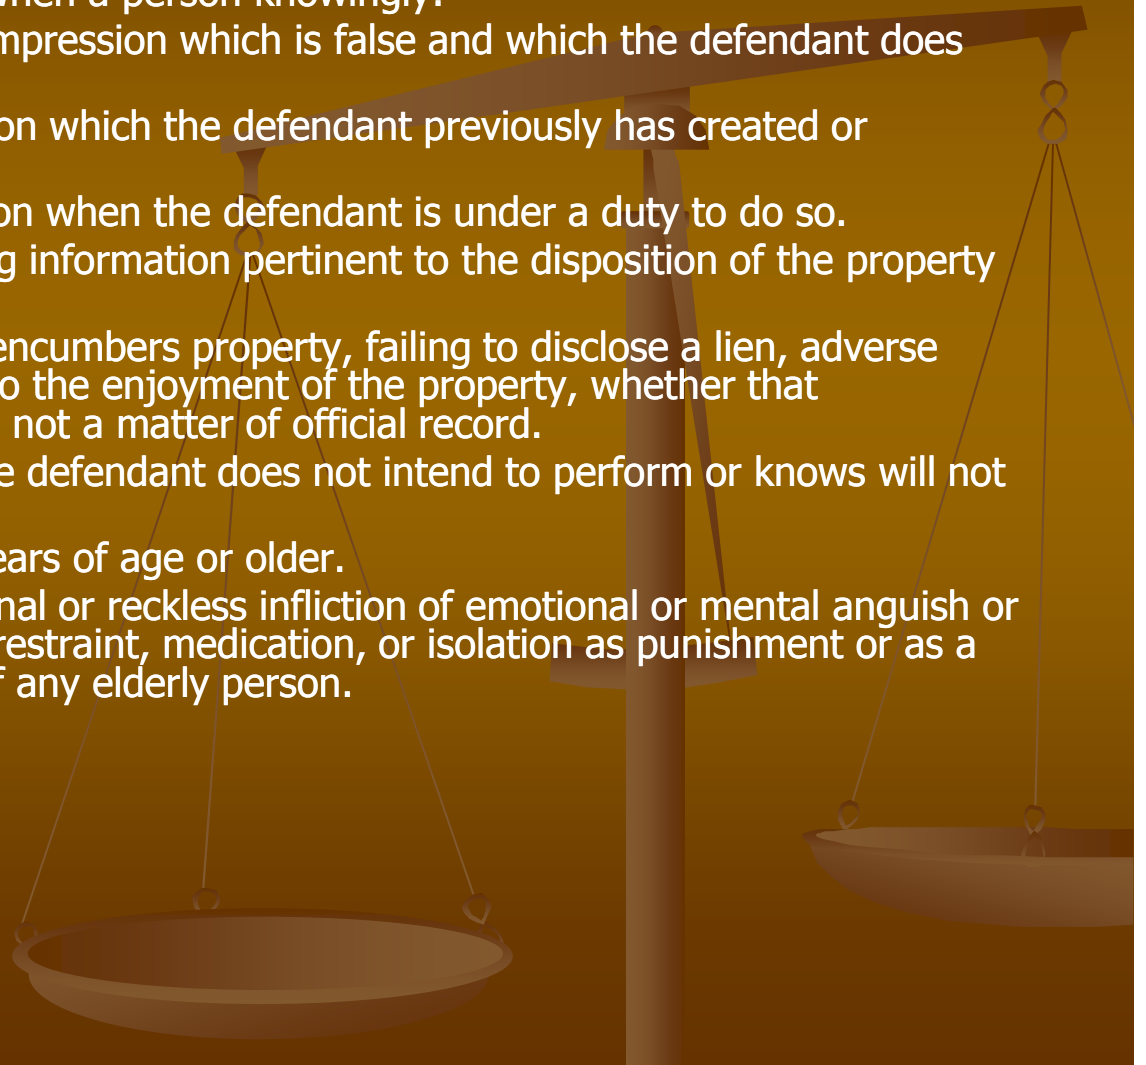 when a person knowingly:
mpression which is false and which the defendant does
on which the defendant previously has created or
on when the defendant is under a duty to do so.
g information pertinent to the disposition of the property
encumbers property, failing to disclose a lien, adverse
o the enjoyment of the property, whether that
not a matter of official record.
e defendant does not intend to perform or knows will not
ears of age or older.
nal or reckless infliction of emotional or mental anguish or
restraint, medication, or isolation as punishment or as a
f any elderly person.